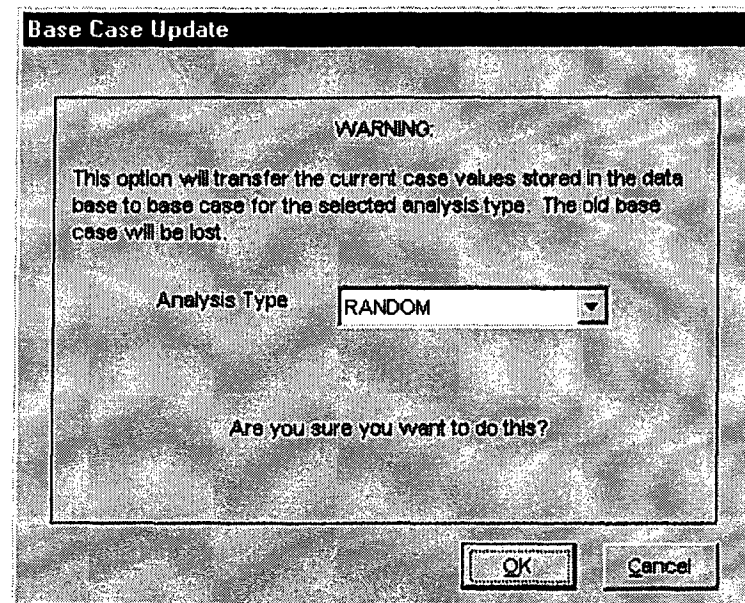 Base Case Update
WARNING:
This option will transfer the current case values stored in the data
base to base case for the selected analysis type. The old base
case will be lost.
Analysis Type RANDOM
Are you sure you want to do this?
OK Cancel